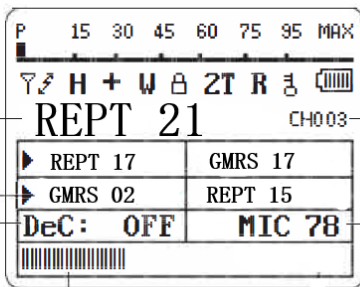 P 15 30 45 60 75 95 MAX
H + W 2T R
REPT 21 CH003
REPT 17 GMRS 17
GMRS 02 REPT 15
DeC: OFF MIC 78